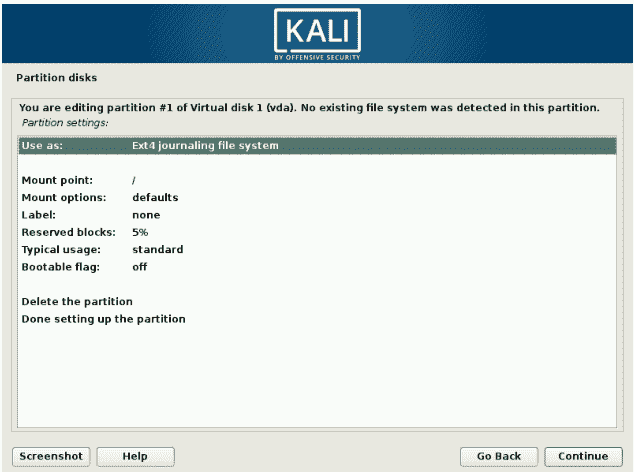 KALI
BY OFFENSIVE SECURITY
Partition disks
You are editing partition #1 of Virtual disk 1 (vda). No existing file system was detected in this partition.
Partition settings:
Use as: Ext4 journaling file system
Mount point: /
Mount options: defaults
Label: none
Reserved blocks: 5%
Typical usage: standard
Bootable flag: off
Delete the partition
Done setting up the partition
Screenshot Help Go Back Continue